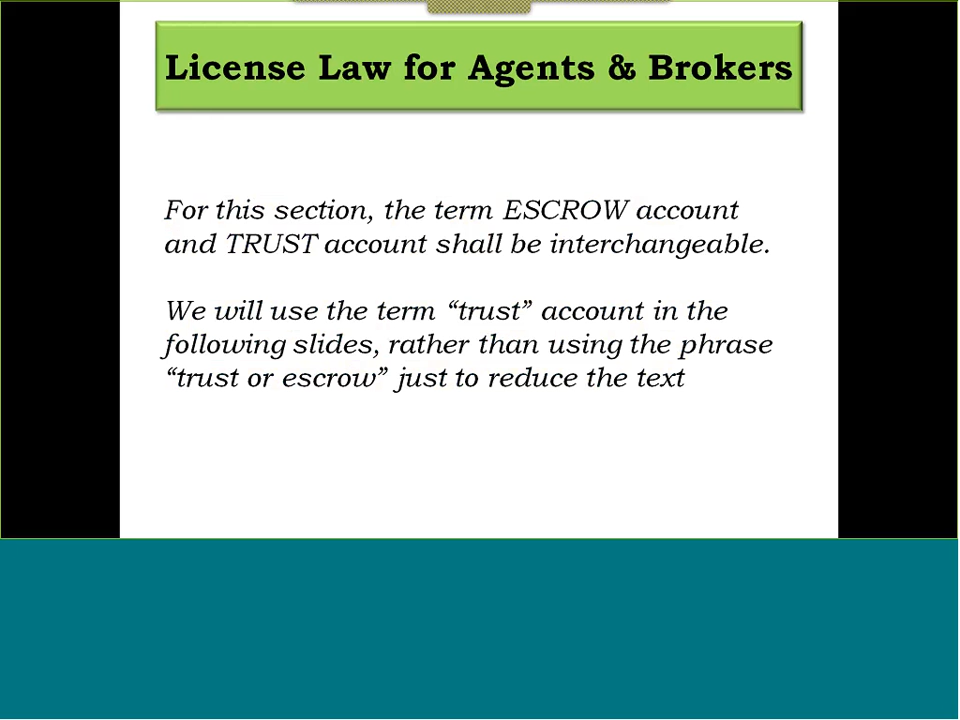 License Law for Agents & Brokers
For this section, the term ESCROW account
and TRUST account shall be interchangeable.
We will use the term “trust” account in the
following slides, rather than using the phrase
“trust or escrow” just to reduce the text